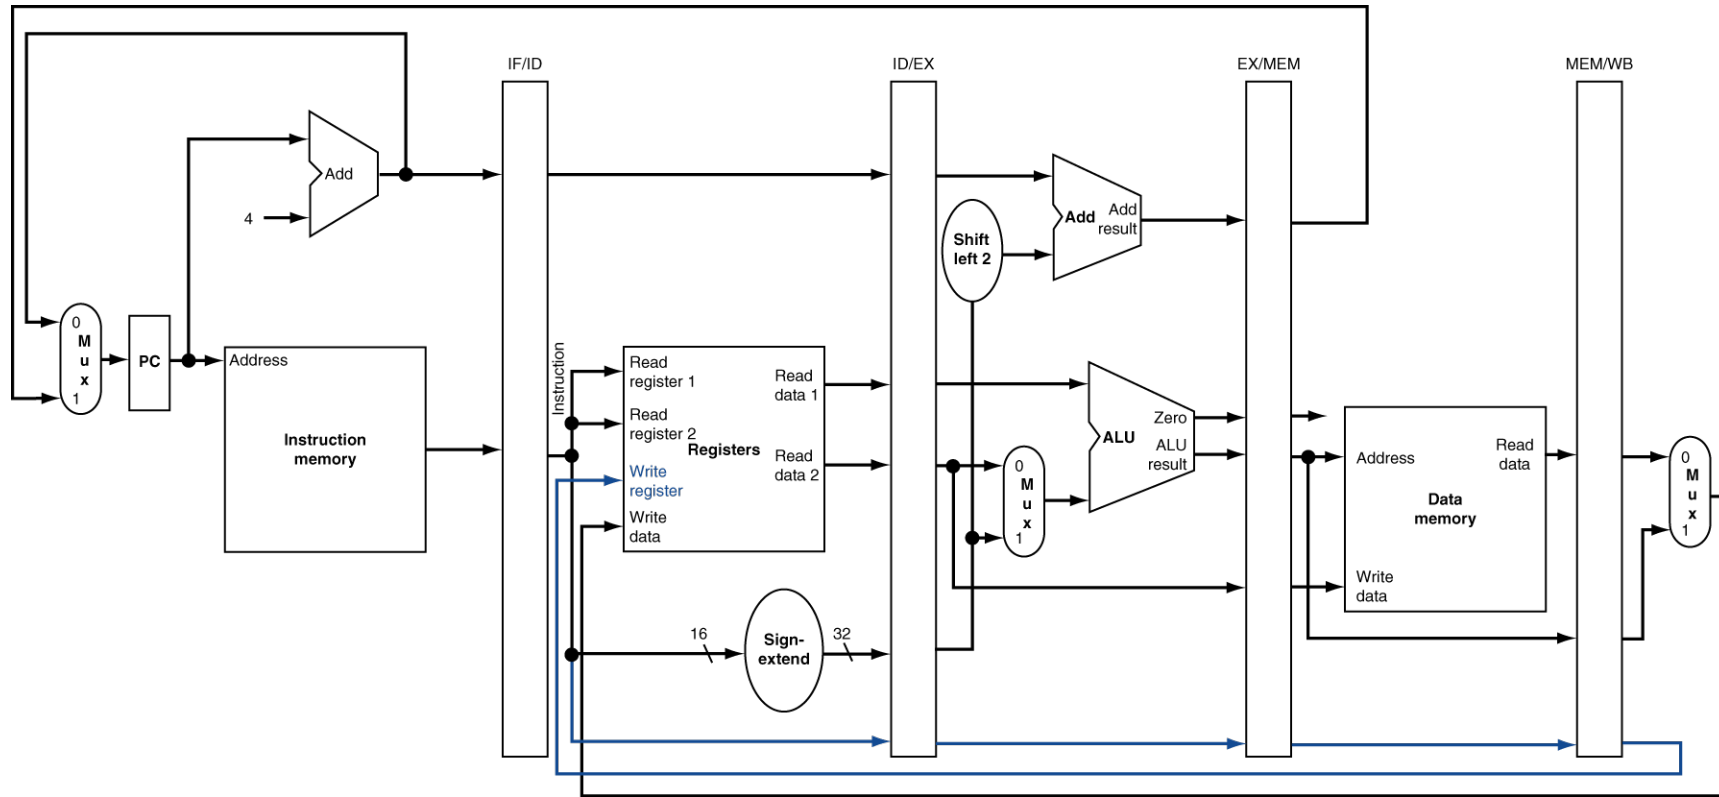 IF/ID
ID/EX
EX/MEM
MEM/WB
Add
4
Add
Add
result
Shift
left 2
0
M
u
x
1
PC
Address
Instruction
memory
Instruction
Read
register 1
Read
register 2
Registers
Write
register
Write
data
Read
data 1
Read
data 2
16
Sign-
extend
32
0
M
u
x
1
Zero
ALU
ALU
result
Address
Read
data
Data
memory
Write
data
0
M
u
x
1